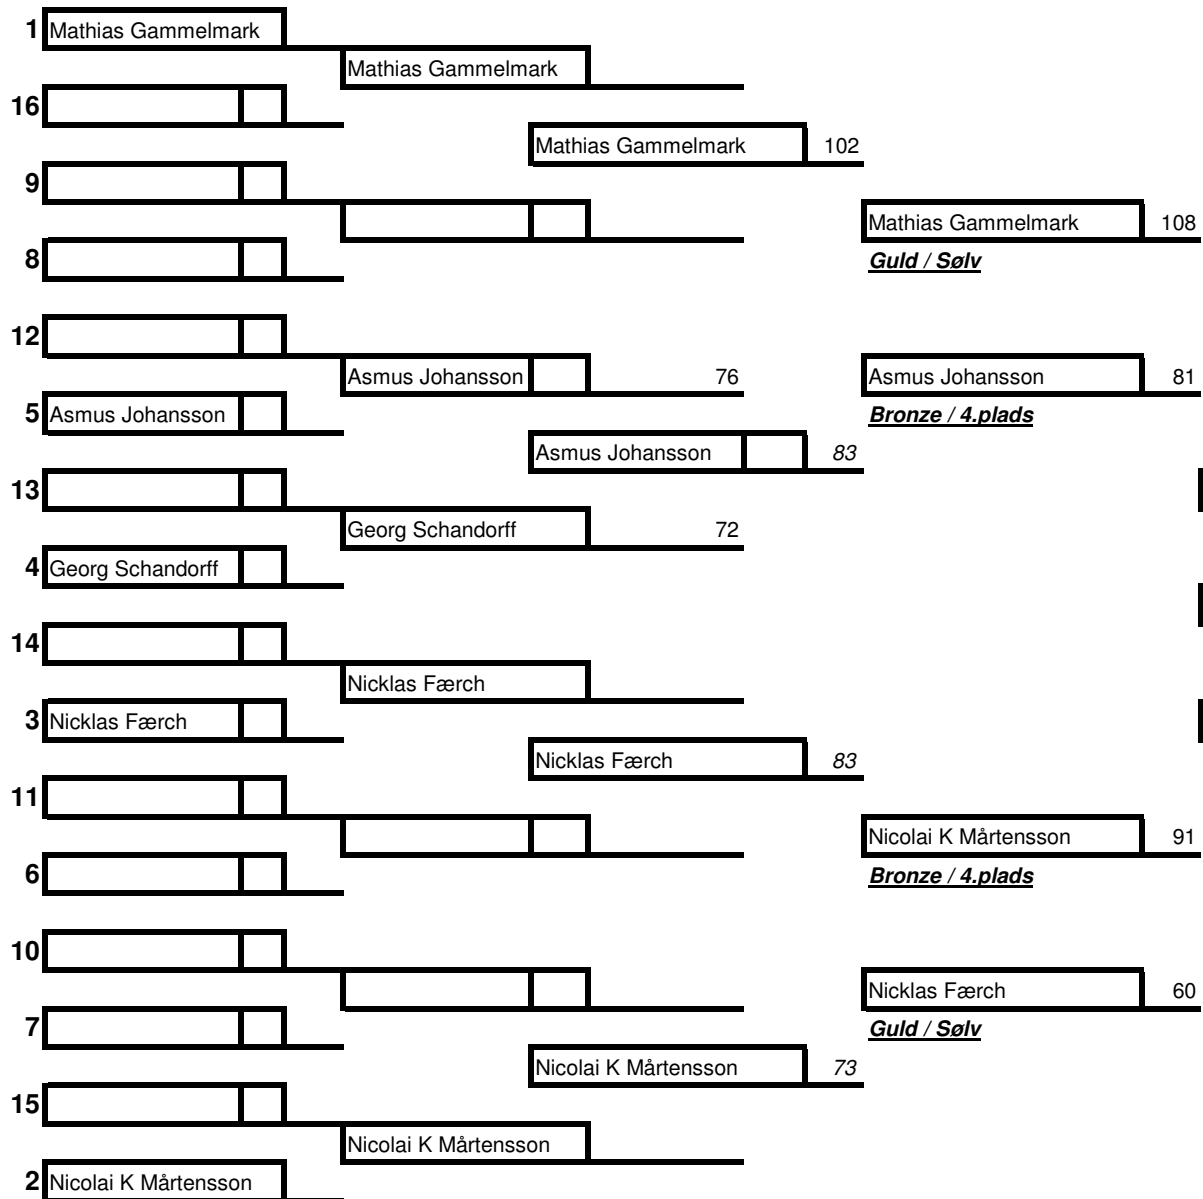 1 Mathias Gammelmark
Mathias Gammelmark
16
Mathias Gammelmark 102
9
Mathias Gammelmark 108
8
Guld / Sølv
12
Asmus Johansson 76
Asmus Johansson 81
5 Asmus Johansson
Bronze / 4.plads
Asmus Johansson 83
13
Georg Schandorff 72
4 Georg Schandorff
14
Nicklas Færch
3 Nicklas Færch
Nicklas Færch 83
11
Nicolai K Mårtensson 91
6
Bronze / 4.plads
10
Nicklas Færch 60
7
Guld / Sølv
Nicolai K Mårtensson 73
15
Nicolai K Mårtensson
2 Nicolai K Mårtensson